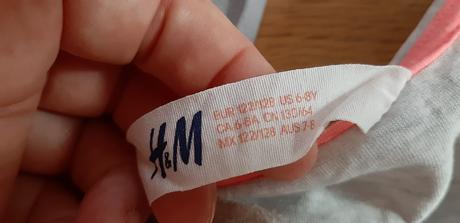 H&M
EUR 122/128 US 6-8Y
CA 6-8A CN 130/64
MX 122/128 AUS 7-8